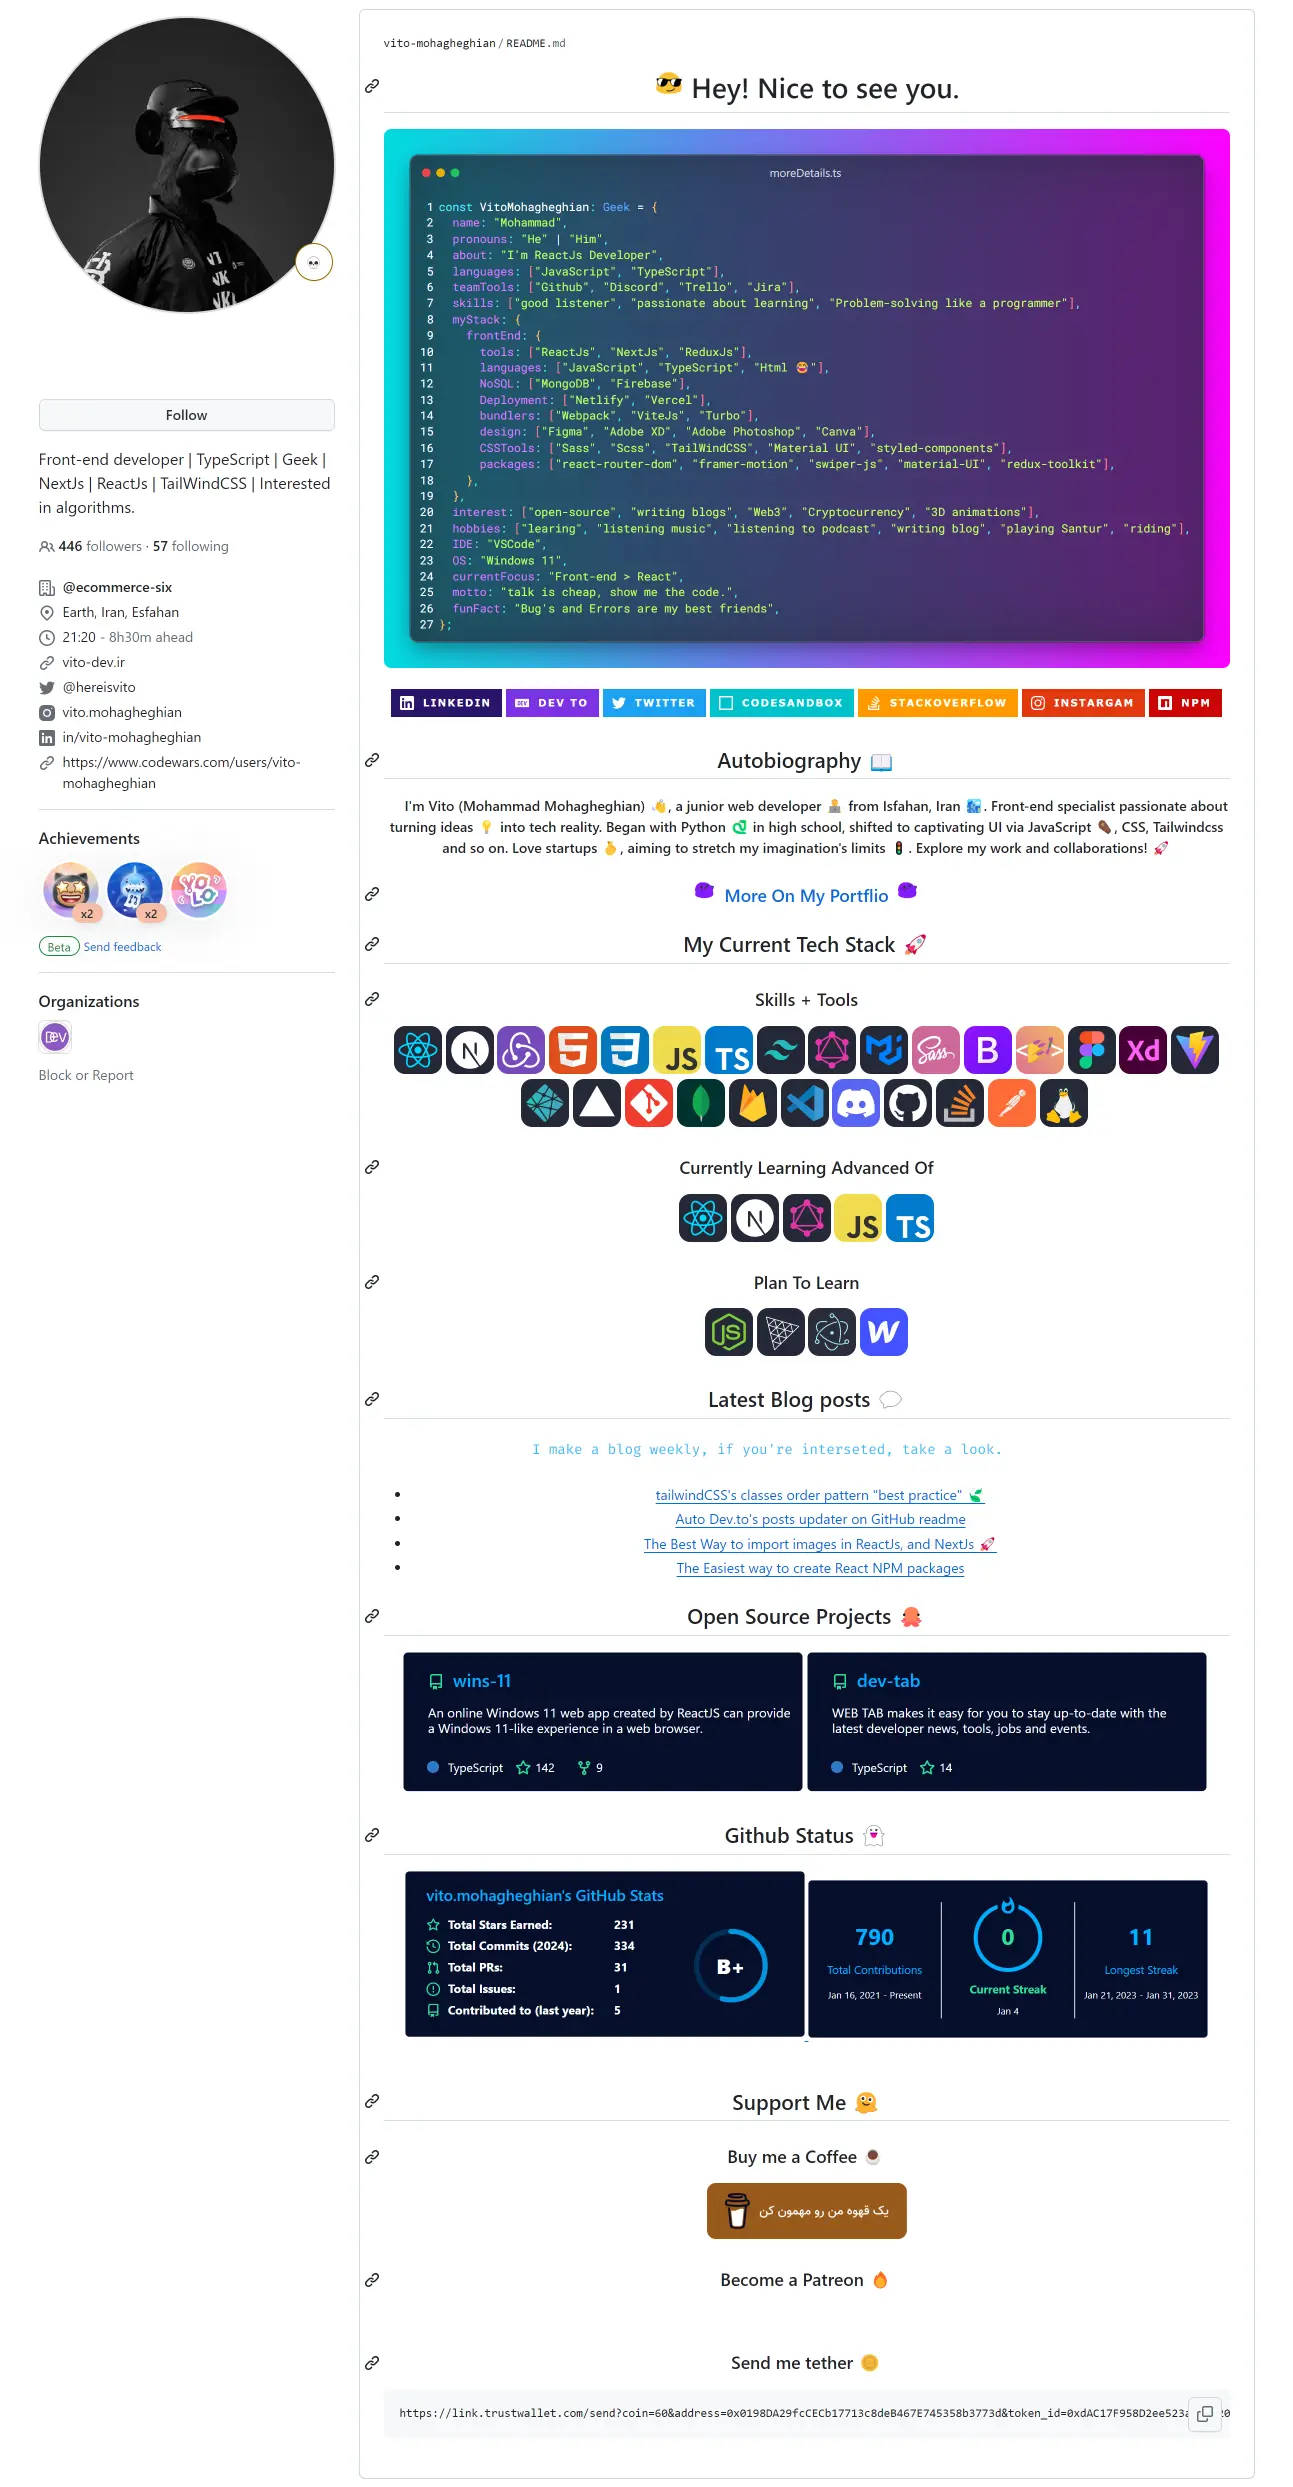 Follow
Front-end developer | TypeScript | Geek |
NextJs | ReactJs | TailWindCSS | Interested
in algorithms.
446 followers · 57 following
@ecommerce-six
Earth, Iran, Esfahan
21:20 - 8h30m ahead
vito-dev.ir
@hereisvito
vito.mohagheghian
in/vito-mohagheghian
https://www.codewars.com/users/vito-
mohagheghian
Achievements
x2
x2
YOLO
Beta Send feedback
Organizations
DEV
Block or Report
vito-mohagheghian/README.md
😎 Hey! Nice to see you.
moreDetails.ts
1 const VitoMohagheghian: Geek = {
2 name: "Mohammad",
3 pronouns: "He" | "Him",
4 about: "I'm ReactJs Developer",
5 languages: ["JavaScript", "TypeScript"],
6 teamTools: ["Github", "Discord", "Trello", "Jira"],
7 skills: ["good listener", "passionate about learning", "Problem-solving like a programmer"],
8 myStack: {
9 frontEnd: {
10 tools: ["ReactJs", "NextJs", "ReduxJs"],
11 languages: ["JavaScript", "TypeScript", "Html 😅"],
12 NoSQL: ["MongoDB", "Firebase"],
13 Deployment: ["Netlify", "Vercel"],
14 bundlers: ["Webpack", "ViteJs", "Turbo"],
15 design: ["Figma", "Adobe XD", "Adobe Photoshop", "Canva"],
16 CSSTools: ["Sass", "Scss", "TailWindCSS", "Material UI", "styled-components"],
17 packages: ["react-router-dom", "framer-motion", "swiper-js", "material-UI", "redux-toolkit"],
18 },
19 },
20 interest: ["open-source", "writing blogs", "Web3", "Cryptocurrency", "3D animations"],
21 hobbies: ["learing", "listening music", "listening to podcast", "writing blog", "playing Santur", "riding"],
22 IDE: "VSCode",
23 OS: "Windows 11",
24 currentFocus: "Front-end > React",
25 motto: "talk is cheap, show me the code.",
26 funFact: "Bug's and Errors are my best friends",
27 };
LINKEDIN DEV TO TWITTER CODESANDBOX STACKOVERFLOW INSTARGAM NPM
Autobiography 📖
I'm Vito (Mohammad Mohagheghian) 👋, a junior web developer 👨‍💻 from Isfahan, Iran 🗺️. Front-end specialist passionate about
turning ideas 💡 into tech reality. Began with Python 🐍 in high school, shifted to captivating UI via JavaScript, CSS, Tailwindcss
and so on. Love startups, aiming to stretch my imagination's limits 🚦. Explore my work and collaborations! 🚀
More On My Portflio
My Current Tech Stack 🚀
Skills + Tools
N JS TS Sass B Xd
Currently Learning Advanced Of
N JS TS
Plan To Learn
JS W
Latest Blog posts 💬
I make a blog weekly, if you're interseted, take a look.
tailwindCSS's classes order pattern "best practice" 🍃
Auto Dev.to's posts updater on GitHub readme
The Best Way to import images in ReactJs, and NextJs 🚀
The Easiest way to create React NPM packages
Open Source Projects 🐙
wins-11
An online Windows 11 web app created by ReactJS can provide
a Windows 11-like experience in a web browser.
TypeScript 142 9
dev-tab
WEB TAB makes it easy for you to stay up-to-date with the
latest developer news, tools, jobs and events.
TypeScript 14
Github Status 👻
vito.mohagheghian's GitHub Stats
Total Stars Earned: 231
Total Commits (2024): 334
Total PRs: 31
Total Issues: 1
Contributed to (last year): 5
B+
790
Total Contributions
Jan 16, 2021 - Present
0
Current Streak
Jan 4
11
Longest Streak
Jan 21, 2023 - Jan 31, 2023
Support Me 🫠
Buy me a Coffee ☕
یک قهوه من رو مهمون کن
Become a Patreon 🔥
Send me tether 🪙
https://link.trustwallet.com/send?coin=60&address=0x0198DA29fcCECb17713c8deB467E745358b3773d&token_id=0xdAC17F958D2ee523a